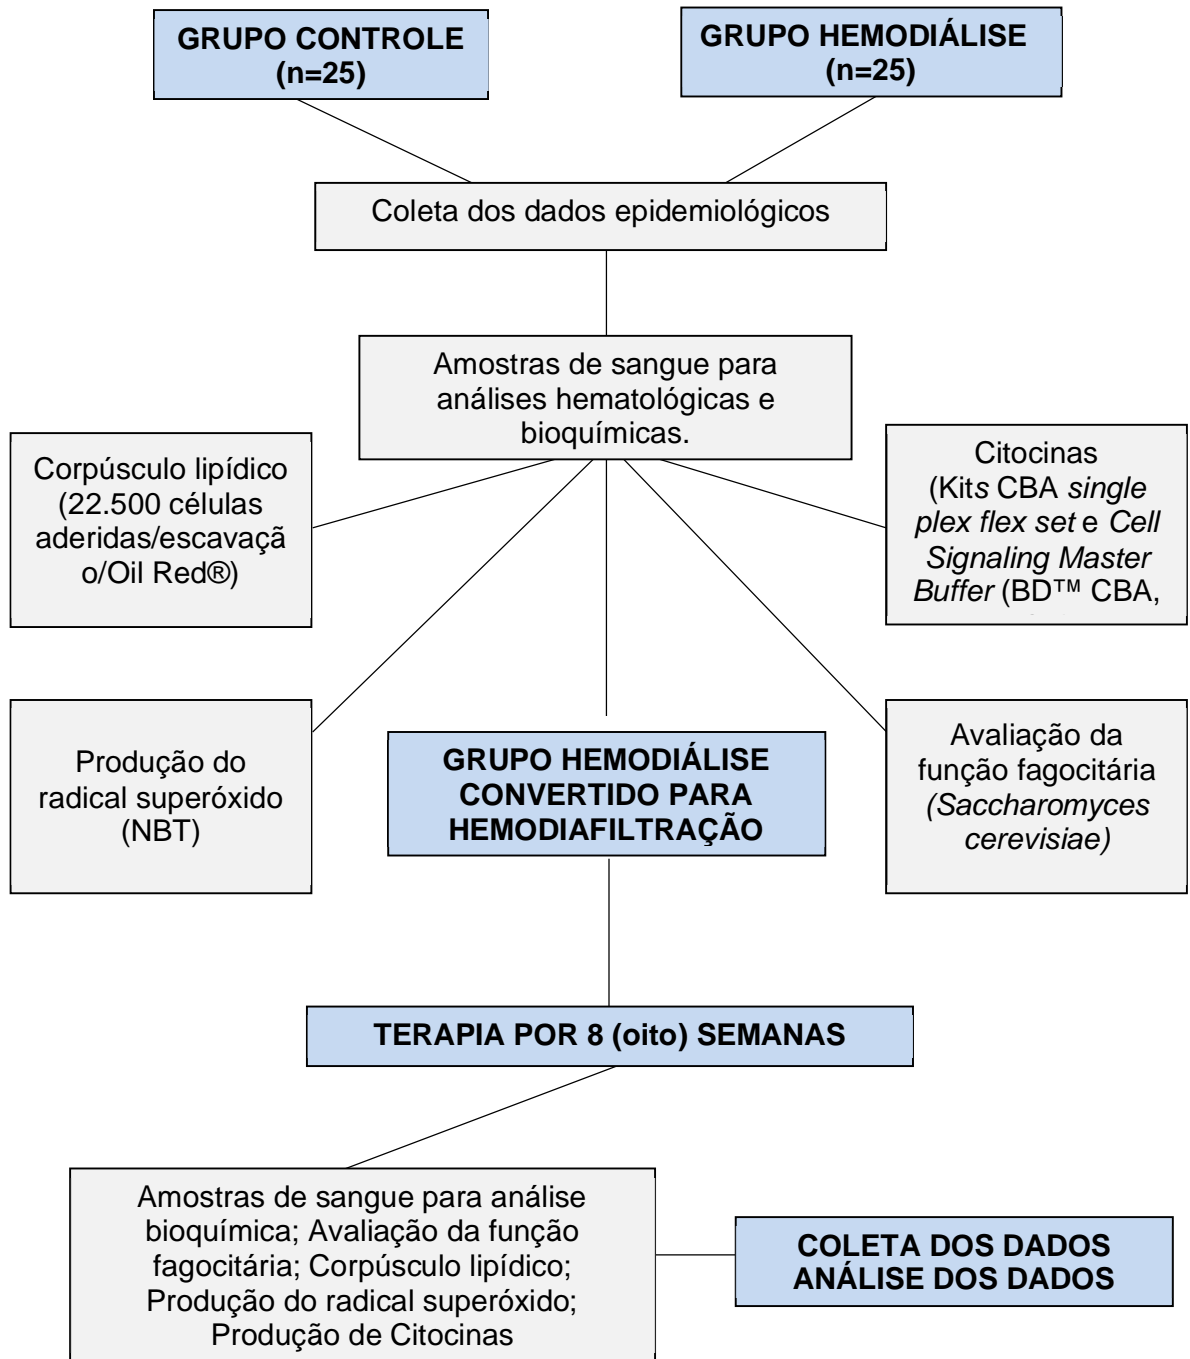 GRUPO CONTROLE
(n=25)
GRUPO HEMODIÁLISE
(n=25)
Coleta dos dados epidemiológicos
Amostras de sangue para
análises hematológicas e
bioquímicas.
Corpúsculo lipídico
(22.500 células
aderidas/escavaçã
o/Oil Red®)
Citocinas
(Kits CBA single
plex flex set e Cell
Signaling Master
Buffer (BD™ CBA,
Produção do
radical superóxido
(NBT)
GRUPO HEMODIÁLISE
CONVERTIDO PARA
HEMODIAFILTRAÇÃO
Avaliação da
função fagocitária
(Saccharomyces
cerevisiae)
TERAPIA POR 8 (oito) SEMANAS
Amostras de sangue para análise
bioquímica; Avaliação da função
fagocitária; Corpúsculo lipídico;
Produção do radical superóxido;
Produção de Citocinas
COLETA DOS DADOS
ANÁLISE DOS DADOS